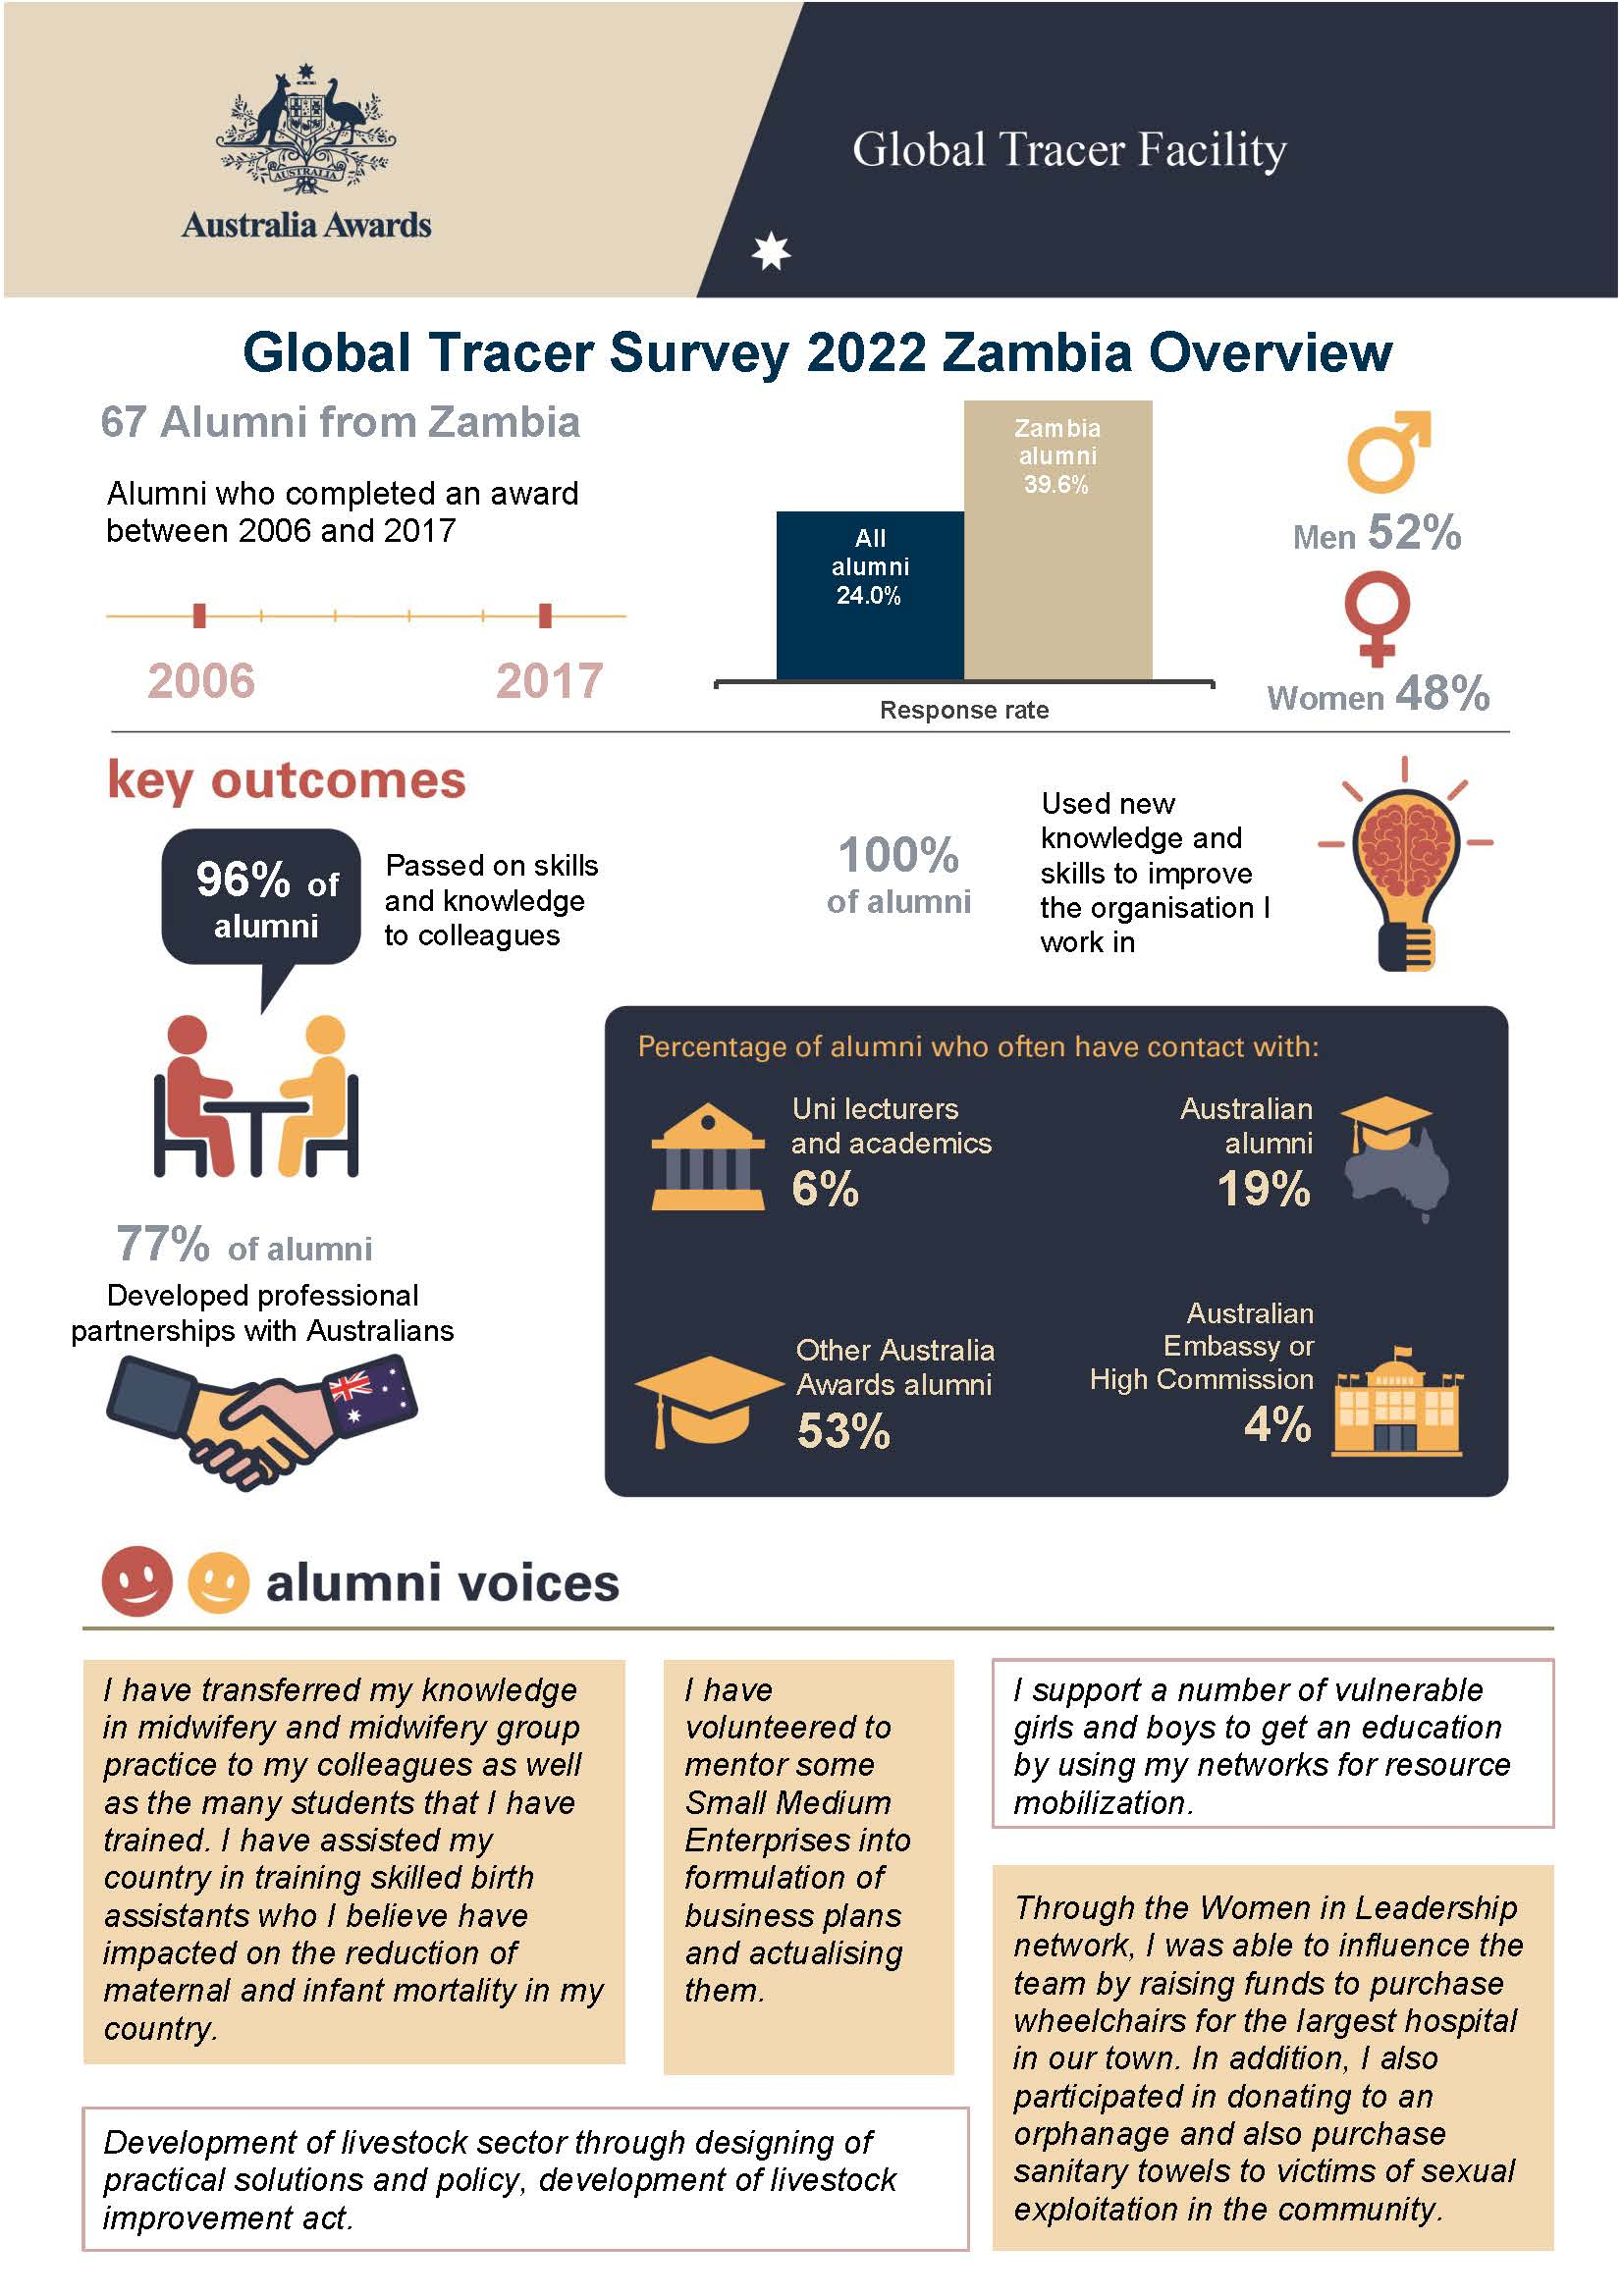 AUSTRALIA
Australia Awards
Global Tracer Facility
Global Tracer Survey 2022 Zambia Overview
67 Alumni from Zambia
Alumni who completed an award
between 2006 and 2017
2006
2017
All
alumni
24.0%
Zambia
alumni
39.6%
Response rate
Men 52%
Women 48%
key outcomes
96% of
alumni
Passed on skills
and knowledge
to colleagues
100%
of alumni
Used new
knowledge and
skills to improve
the organisation I
work in
77% of alumni
Developed professional
partnerships with Australians
Percentage of alumni who often have contact with:
Uni lecturers
and academics
6%
Australian
alumni
19%
Other Australia
Awards alumni
53%
Australian
Embassy or
High Commission
4%
alumni voices
I have transferred my knowledge
in midwifery and midwifery group
practice to my colleagues as well
as the many students that I have
trained. I have assisted my
country in training skilled birth
assistants who I believe have
impacted on the reduction of
maternal and infant mortality in my
country.
I have
volunteered to
mentor some
Small Medium
Enterprises into
formulation of
business plans
and actualising
them.
I support a number of vulnerable
girls and boys to get an education
by using my networks for resource
mobilization.
Through the Women in Leadership
network, I was able to influence the
team by raising funds to purchase
wheelchairs for the largest hospital
in our town. In addition, I also
participated in donating to an
orphanage and also purchase
sanitary towels to victims of sexual
exploitation in the community.
Development of livestock sector through designing of
practical solutions and policy, development of livestock
improvement act.